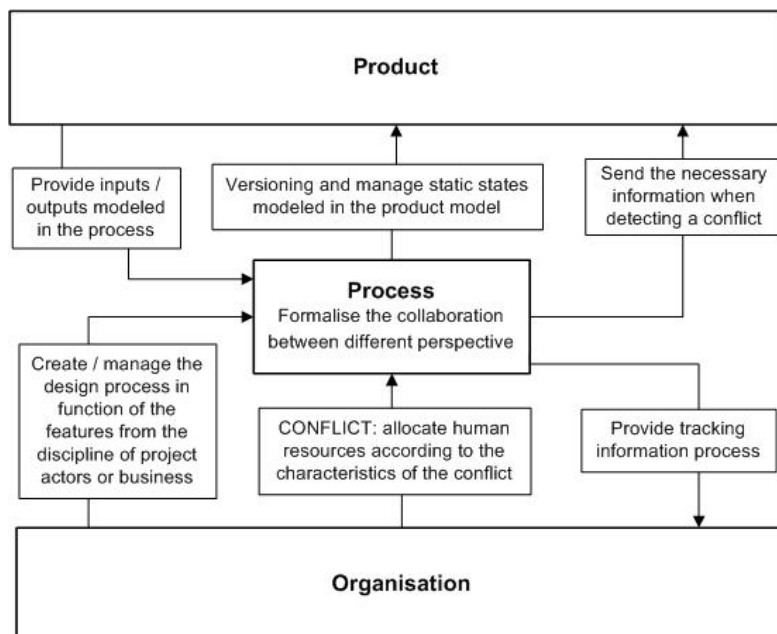 Product
Provide inputs /
outputs modeled
in the process
Versioning and manage static states
modeled in the product model
Send the necessary
information when
detecting a conflict
Process
Formalise the collaboration
between different perspective
Create / manage the
design process in
function of the
features from the
discipline of project
actors or business
CONFLICT: allocate human
resources according to the
characteristics of the conflict
Provide tracking
information process
Organisation